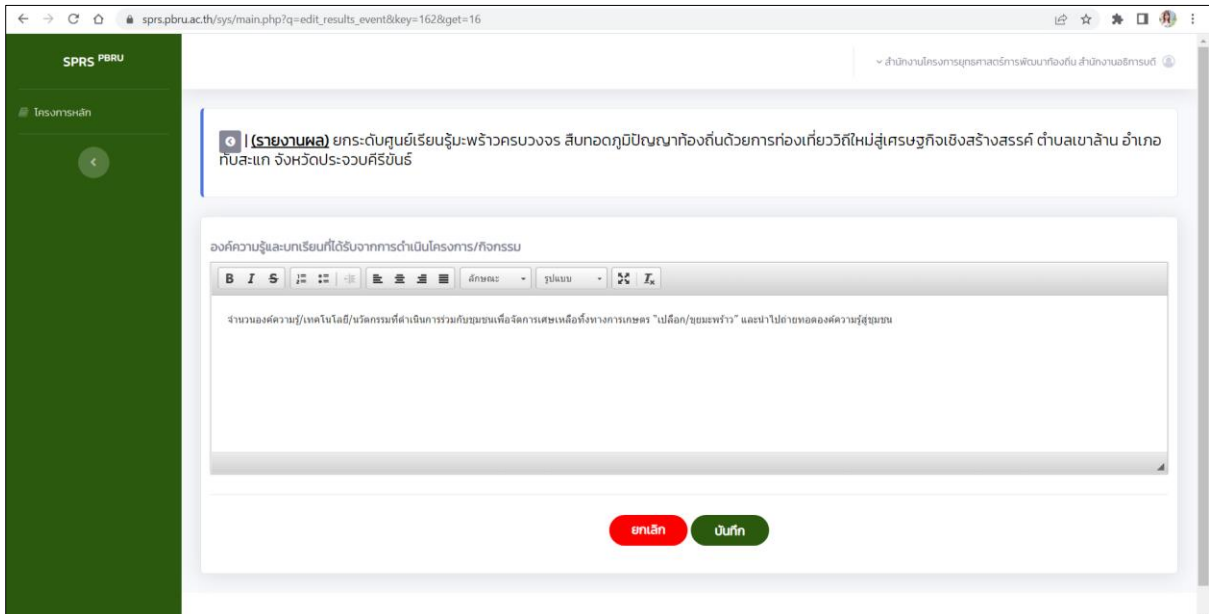 sprs.pbru.ac.th/sys/main.php?q=edit_results_event&key=162&get=16
SPRS PBRU
สำนักงานโครงการยุทธศาสตร์การพัฒนาท้องถิ่น สำนักงานอธิการบดี
โครงการหลัก
| (รายงานผล) ยกระดับศูนย์เรียนรู้มะพร้าวครบวงจร สืบทอดภูมิปัญญาท้องถิ่นด้วยการท่องเที่ยววิถีใหม่สู่เศรษฐกิจเชิงสร้างสรรค์ ตำบลเขาล้าน อำเภอ
ทับสะแก จังหวัดประจวบคีรีขันธ์
องค์ความรู้และบทเรียนที่ได้รับจากการดำเนินโครงการ/กิจกรรม
B I S ลักษณะ รูปแบบ Ix
จำนวนองค์ความรู้/เทคโนโลยี/นวัตกรรมที่ดำเนินการร่วมกับชุมชนเพื่อจัดการเศษเหลือทิ้งทางการเกษตร "เปลือก/ขุยมะพร้าว" และนำไปถ่ายทอดองค์ความรู้สู่ชุมชน
ยกเลิก บันทึก